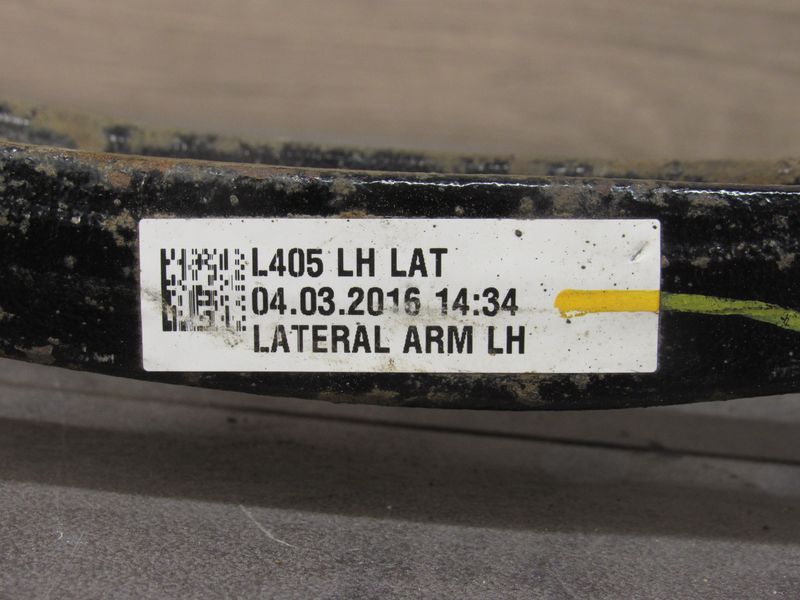 L405 LH LAT
04.03.2016 14:34
LATERAL ARM LH